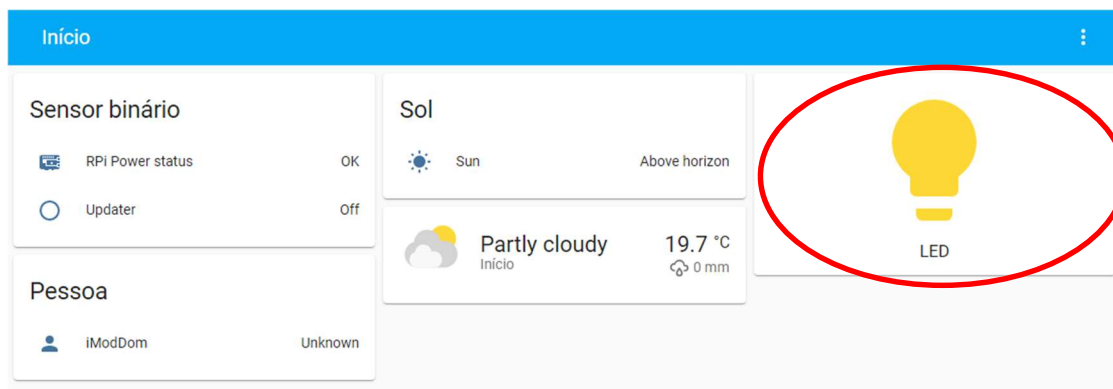 Início
Sensor binário
RPi Power status OK
Updater Off
Pessoa
iModDom Unknown
Sol
Sun Above horizon
Partly cloudy 19.7 °C
Início 0 mm
LED